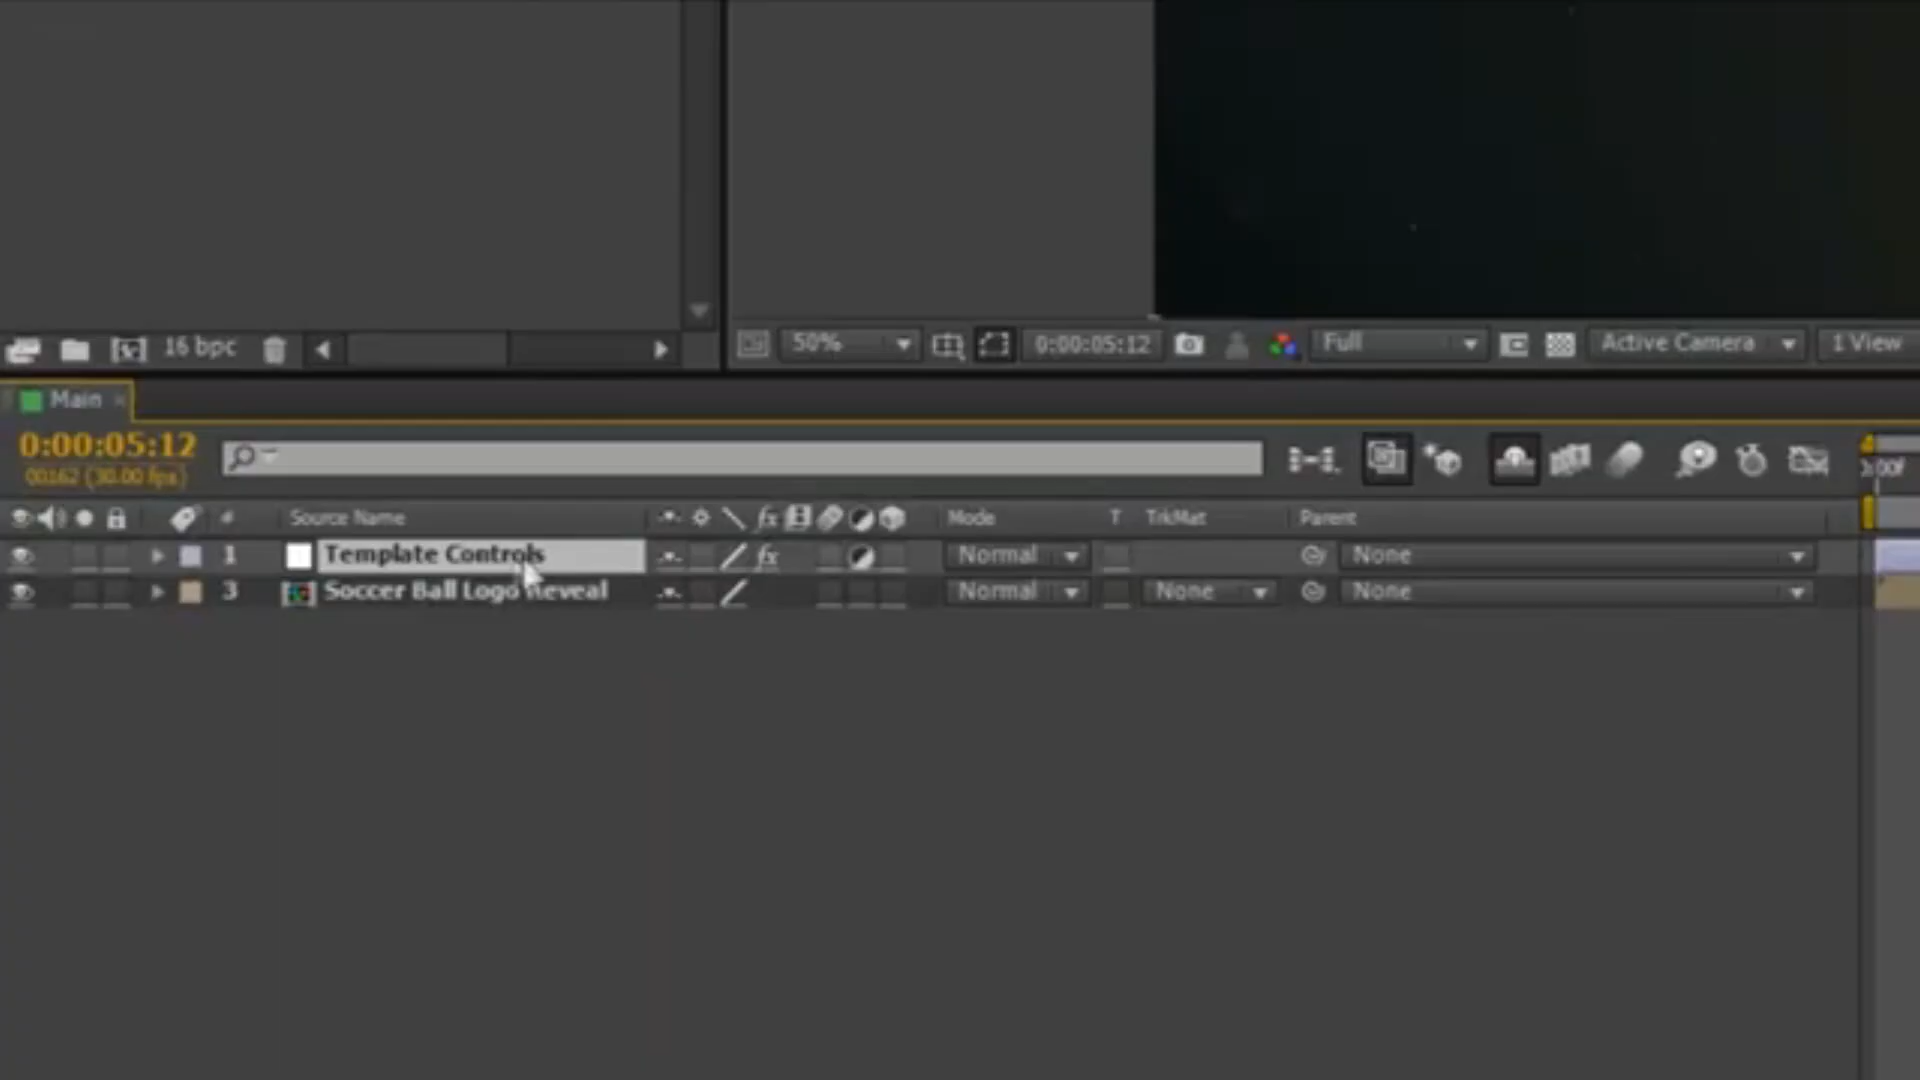 16 bpc
50%
0:00:05:12
Full
Active Camera
1 View
Main
0:00:05:12
00162 (30.00 fps)
# Source Name fx Mode T TrkMat Parent
1 Template Controls fx Normal None
3 Soccer Ball Logo Reveal Normal None None